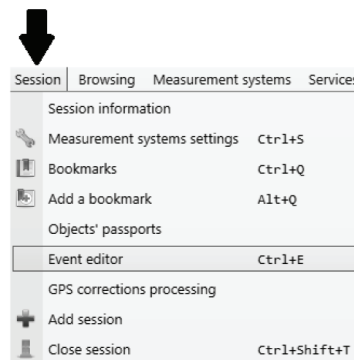 Session Browsing Measurement systems Services
Session information
Measurement systems settings Ctrl+S
Bookmarks Ctrl+Q
Add a bookmark Alt+Q
Objects' passports
Event editor Ctrl+E
GPS corrections processing
Add session
Close session Ctrl+Shift+T